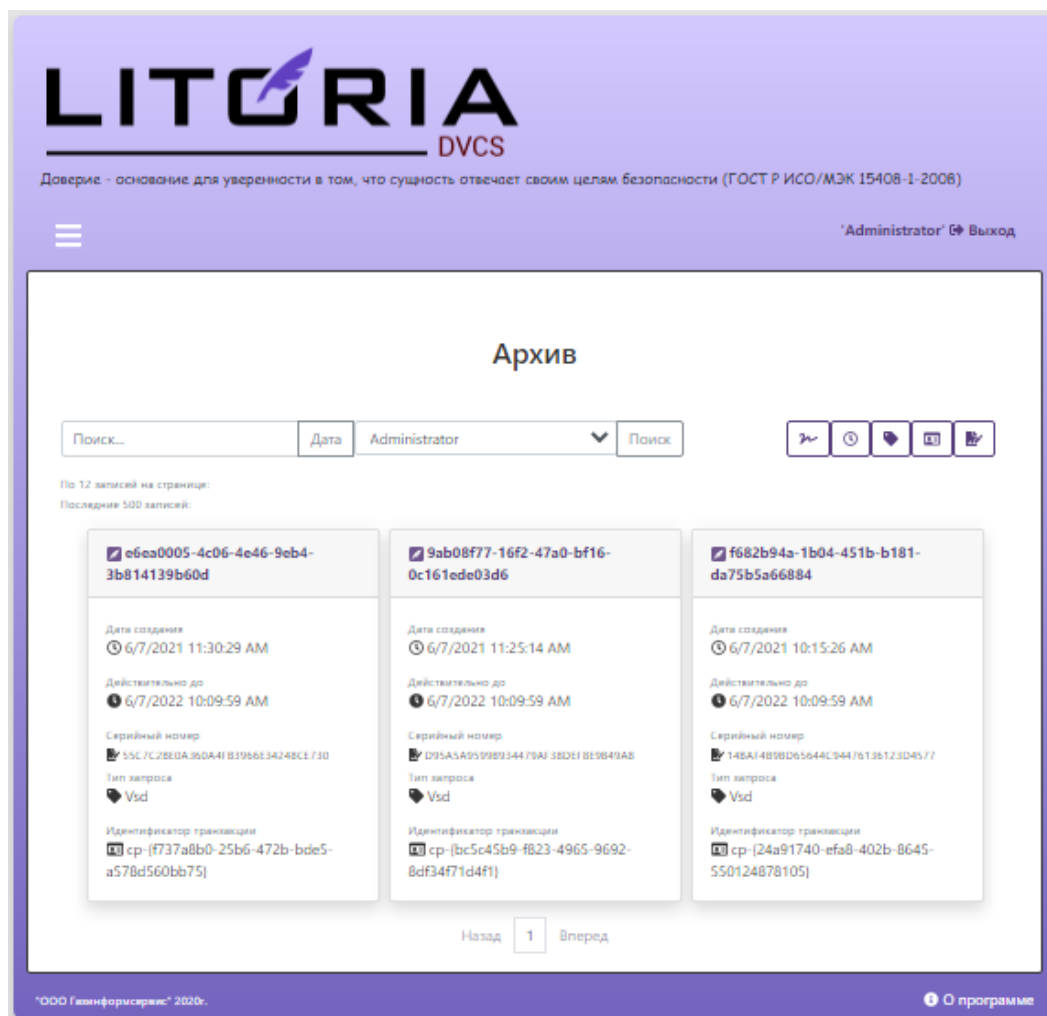 LITORIA
DVCS
Доверие - основание для уверенности в том, что сущность отвечает своим целям безопасности (ГОСТ Р ИСО/МЭК 15408-1-2008)
'Administrator' Выход
Архив
Поиск... Дата Administrator Поиск
По 12 записей на странице:
Последние 500 записей:
e6ea0005-4c06-4e46-9eb4-
3b814139b60d
Дата создания
6/7/2021 11:30:29 AM
Действительно до
6/7/2022 10:09:59 AM
Серийный номер
55C7C28E0A360A4FB3966E34248CE730
Тип запроса
Vsd
Идентификатор транзакции
cp-{f737a8b0-25b6-472b-bde5-
a578d560bb75}
9ab08f77-16f2-47a0-bf16-
0c161ede03d6
Дата создания
6/7/2021 11:25:14 AM
Действительно до
6/7/2022 10:09:59 AM
Серийный номер
Тип запроса
Vsd
Идентификатор транзакции
cp-{bc5c45b9-f823-4965-9692-
8df34f71d4f1}
f682b94a-1b04-451b-b181-
da75b5a66884
Дата создания
6/7/2021 10:15:26 AM
Действительно до
6/7/2022 10:09:59 AM
Серийный номер
Тип запроса
Vsd
Идентификатор транзакции
cp-{24a91740-efa8-402b-8645-
550124878105}
Назад 1 Вперед
"ООО Газинформсервис" 2020г.
О программе